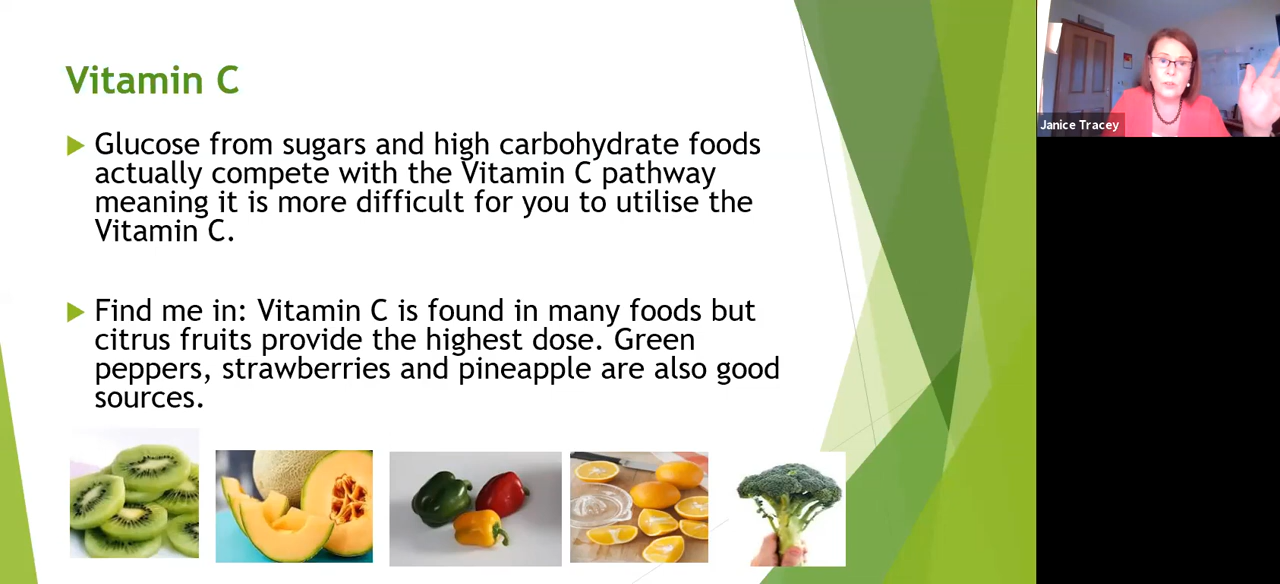 Vitamin C
Glucose from sugars and high carbohydrate foods
actually compete with the Vitamin C pathway
meaning it is more difficult for you to utilise the
Vitamin C.
Find me in: Vitamin C is found in many foods but
citrus fruits provide the highest dose. Green
peppers, strawberries and pineapple are also good
sources.
Janice Tracey